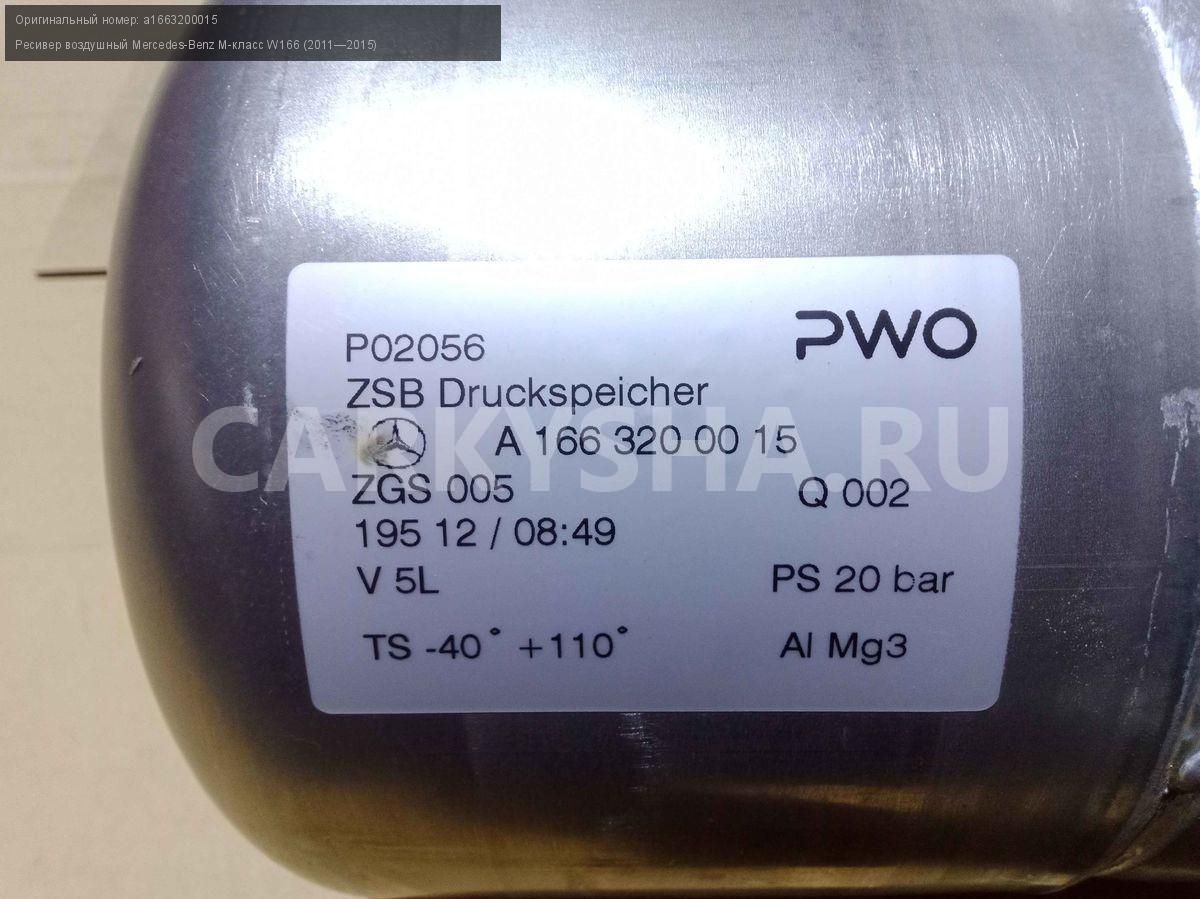 Оригинальный номер: a1663200015
Ресивер воздушный Mercedes-Benz M-класс W166 (2011—2015)
P02056
PWO
ZSB Druckspeicher
A 166 320 00 15
CARKYSHA.RU
ZGS 005
Q 002
195 12 / 08:49
V 5L
PS 20 bar
TS -40° +110°
Al Mg3